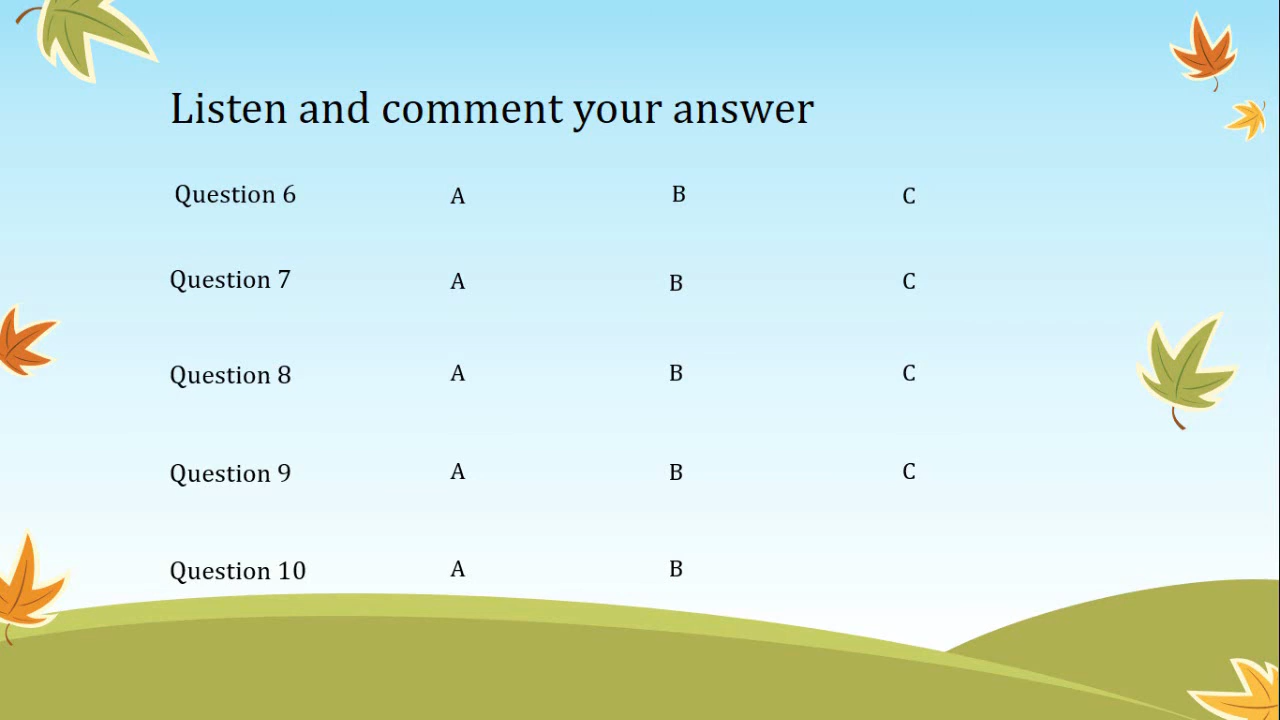 Listen and comment your answer
Question 6 A B C
Question 7 A B C
Question 8 A B C
Question 9 A B C
Question 10 A B